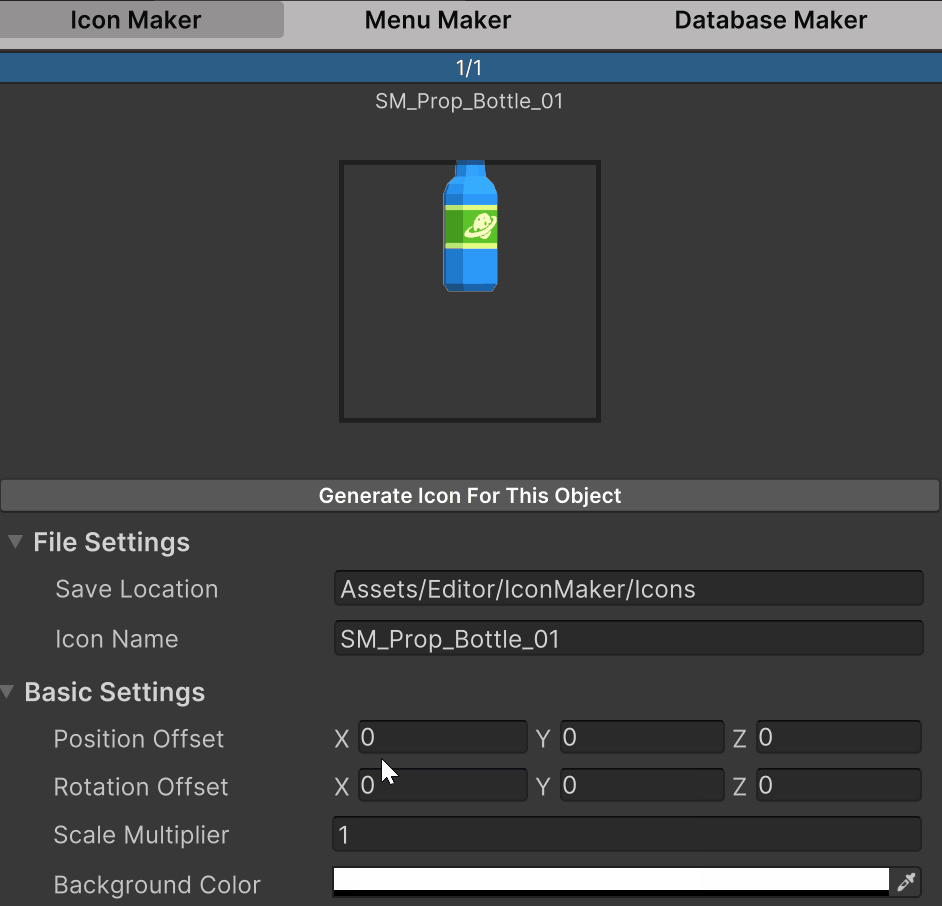 Icon Maker Menu Maker Database Maker
1/1
SM_Prop_Bottle_01
Generate Icon For This Object
File Settings
Save Location Assets/Editor/IconMaker/Icons
Icon Name SM_Prop_Bottle_01
Basic Settings
Position Offset X 0 Y 0 Z 0
Rotation Offset X 0 Y 0 Z 0
Scale Multiplier 1
Background Color